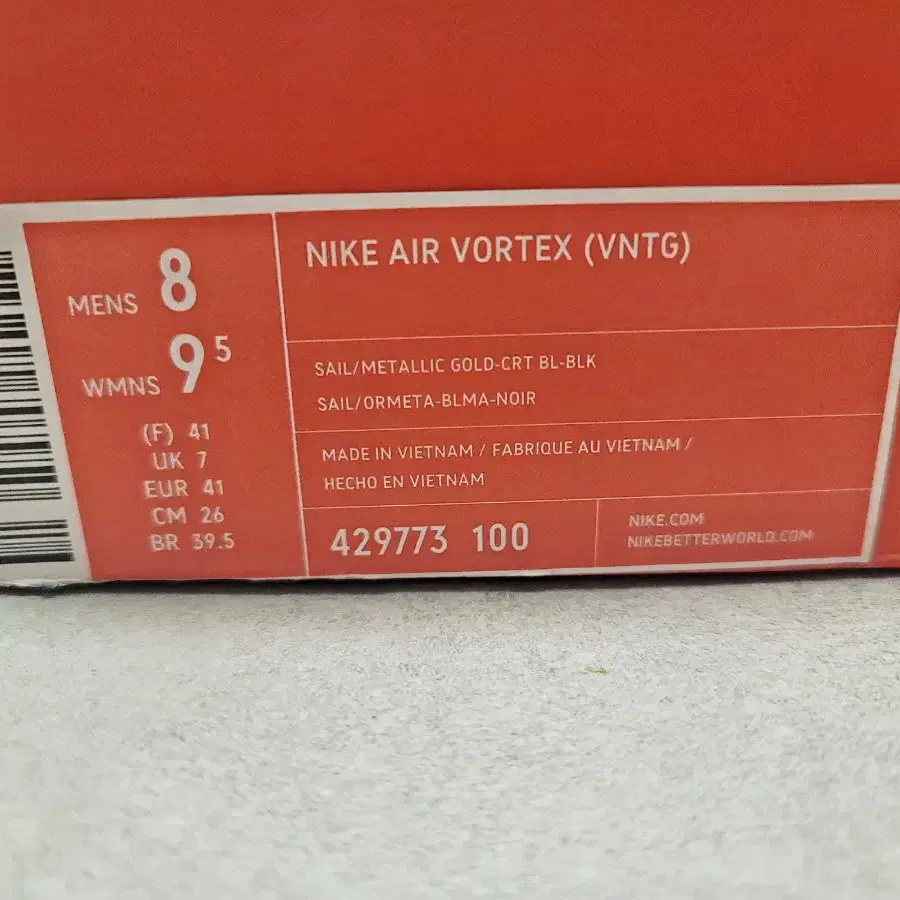 MENS 8
WMNS 9 5
(F) 41
UK 7
EUR 41
CM 26
BR 39.5
NIKE AIR VORTEX (VNTG)
SAIL/METALLIC GOLD-CRT BL-BLK
SAIL/ORMETA-BLMA-NOIR
MADE IN VIETNAM / FABRIQUE AU VIETNAM /
HECHO EN VIETNAM
429773 100
NIKE.COM
NIKEBETTERWORLD.COM